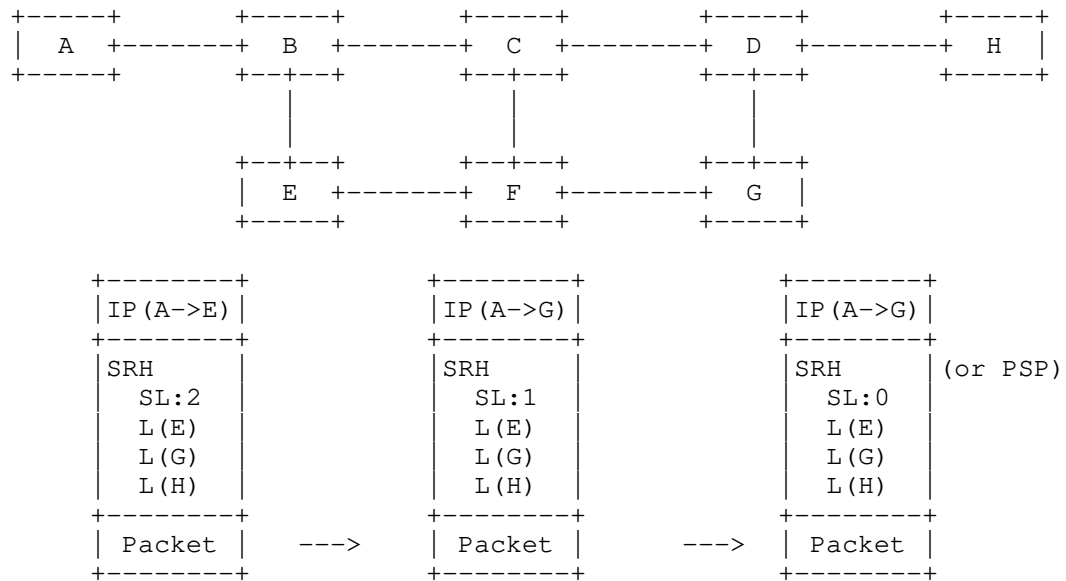 A B C D H
E F G
IP(A->E) IP(A->G) IP(A->G)
SRH SRH SRH (or PSP)
SL:2 SL:1 SL:0
L(E) L(E) L(E)
L(G) L(G) L(G)
L(H) L(H) L(H)
Packet ---> Packet ---> Packet